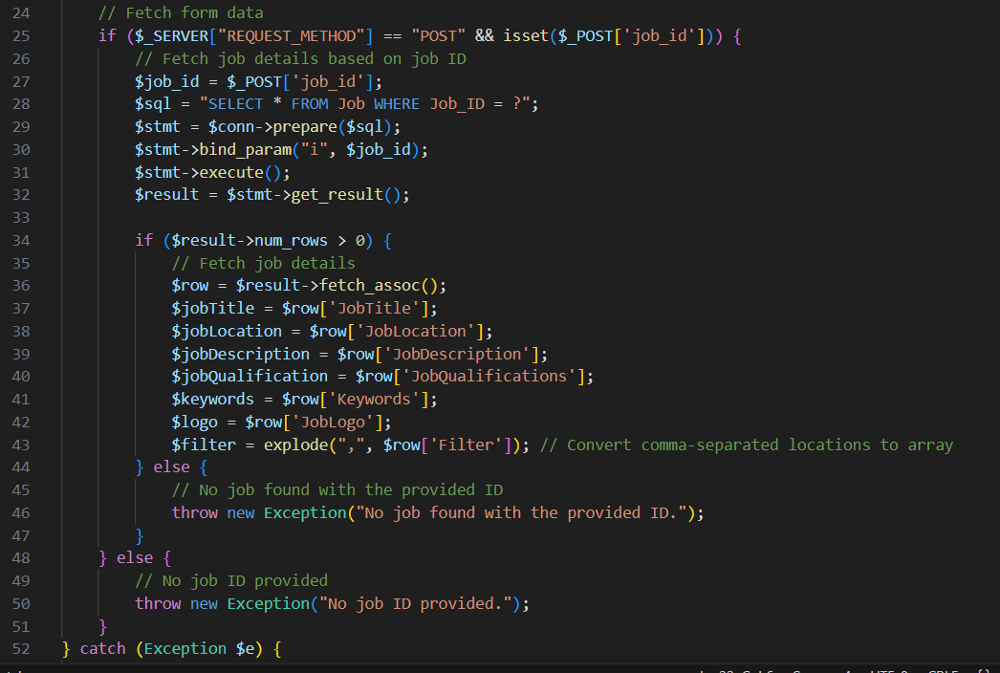 24 // Fetch form data
25 if ($_SERVER["REQUEST_METHOD"] == "POST" && isset($_POST['job_id'])) {
26 // Fetch job details based on job ID
27 $job_id = $_POST['job_id'];
28 $sql = "SELECT * FROM Job WHERE Job_ID = ?";
29 $stmt = $conn->prepare($sql);
30 $stmt->bind_param("i", $job_id);
31 $stmt->execute();
32 $result = $stmt->get_result();
33
34 if ($result->num_rows > 0) {
35 // Fetch job details
36 $row = $result->fetch_assoc();
37 $jobTitle = $row['JobTitle'];
38 $jobLocation = $row['JobLocation'];
39 $jobDescription = $row['JobDescription'];
40 $jobQualification = $row['JobQualifications'];
41 $keywords = $row['Keywords'];
42 $logo = $row['JobLogo'];
43 $filter = explode(",", $row['Filter']); // Convert comma-separated locations to array
44 } else {
45 // No job found with the provided ID
46 throw new Exception("No job found with the provided ID.");
47 }
48 } else {
49 // No job ID provided
50 throw new Exception("No job ID provided.");
51 }
52 } catch (Exception $e) {